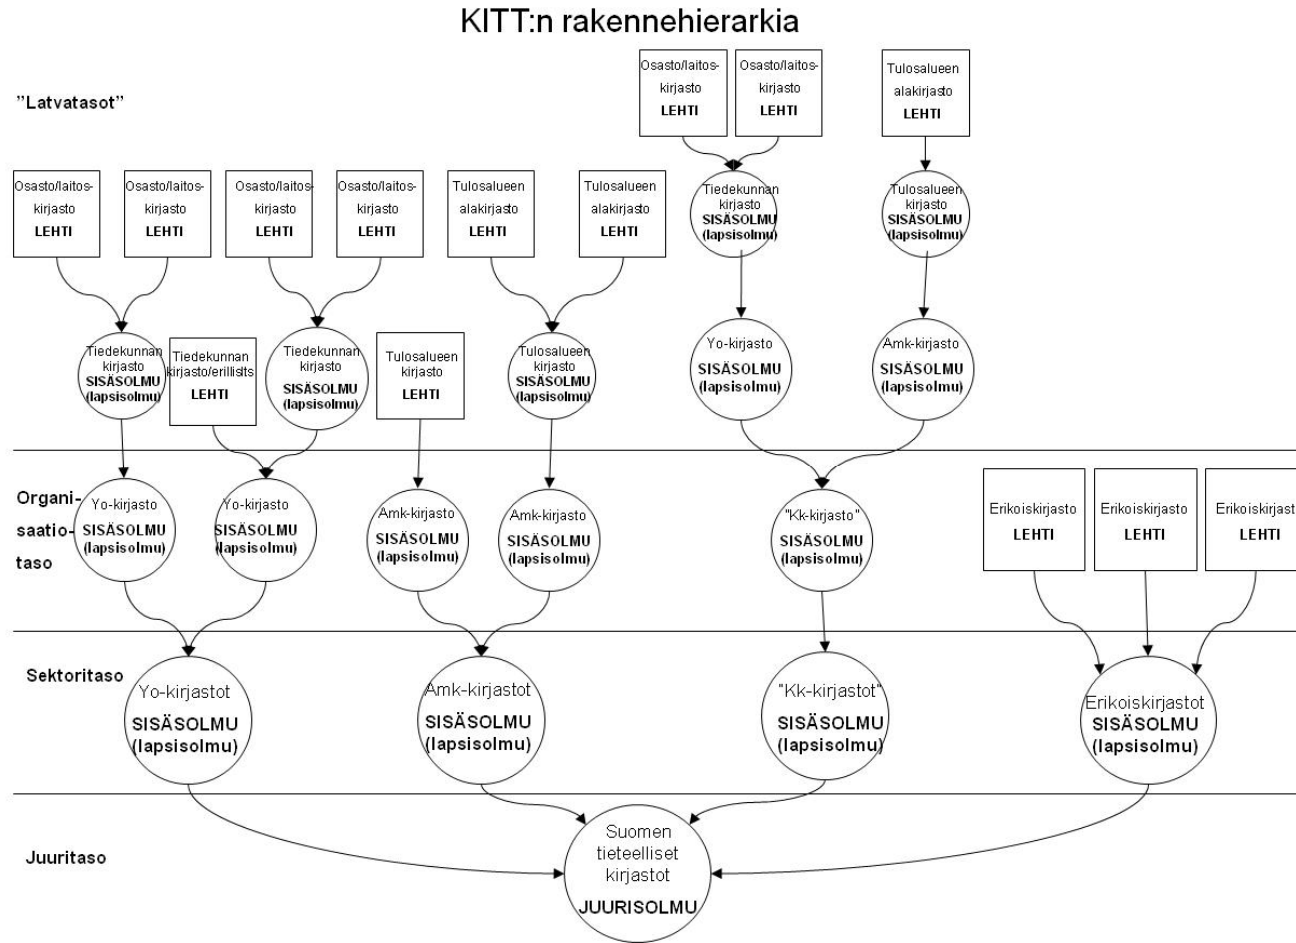 KITT:n rakennehierarkia
"Latvatasot"
Osasto/laitos-
kirjasto
LEHTI
Osasto/laitos-
kirjasto
LEHTI
Tulosalueen
alakirjasto
LEHTI
Osasto/laitos-
kirjasto
LEHTI
Osasto/laitos-
kirjasto
LEHTI
Osasto/laitos-
kirjasto
LEHTI
Osasto/laitos-
kirjasto
LEHTI
Tulosalueen
alakirjasto
LEHTI
Tulosalueen
alakirjasto
LEHTI
Tiedekunnan
kirjasto
SISÄSOLMU
(lapsisolmu)
Tulosalueen
kirjasto
SISÄSOLMU
(lapsisolmu)
Tiedekunnan
kirjasto
SISÄSOLMU
(lapsisolmu)
Tiedekunnan
kirjasto/erillisits
LEHTI
Tiedekunnan
kirjasto
SISÄSOLMU
(lapsisolmu)
Tulosalueen
kirjasto
LEHTI
Tulosalueen
kirjasto
SISÄSOLMU
(lapsisolmu)
Yo-kirjasto
SISÄSOLMU
(lapsisolmu)
Amk-kirjasto
SISÄSOLMU
(lapsisolmu)
Organi-
saatio-
taso
Yo-kirjasto
SISÄSOLMU
(lapsisolmu)
Yo-kirjasto
SISÄSOLMU
(lapsisolmu)
Amk-kirjasto
SISÄSOLMU
(lapsisolmu)
Amk-kirjasto
SISÄSOLMU
(lapsisolmu)
"Kk-kirjasto"
SISÄSOLMU
(lapsisolmu)
Erikoiskirjasto
LEHTI
Erikoiskirjasto
LEHTI
Erikoiskirjast
LEHTI
Sektoritaso
Yo-kirjastot
SISÄSOLMU
(lapsisolmu)
Amk-kirjastot
SISÄSOLMU
(lapsisolmu)
"Kk-kirjastot"
SISÄSOLMU
(lapsisolmu)
Erikoiskirjastot
SISÄSOLMU
(lapsisolmu)
Juuritaso
Suomen
tieteelliset
kirjastot
JUURISOLMU